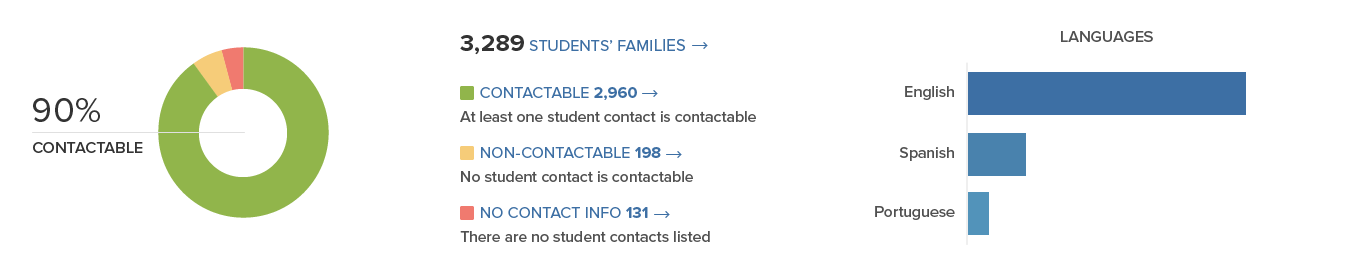 90%
CONTACTABLE
3,289 STUDENTS’ FAMILIES →
CONTACTABLE 2,960 →
At least one student contact is contactable
NON-CONTACTABLE 198 →
No student contact is contactable
NO CONTACT INFO 131 →
There are no student contacts listed
LANGUAGES
English
Spanish
Portuguese